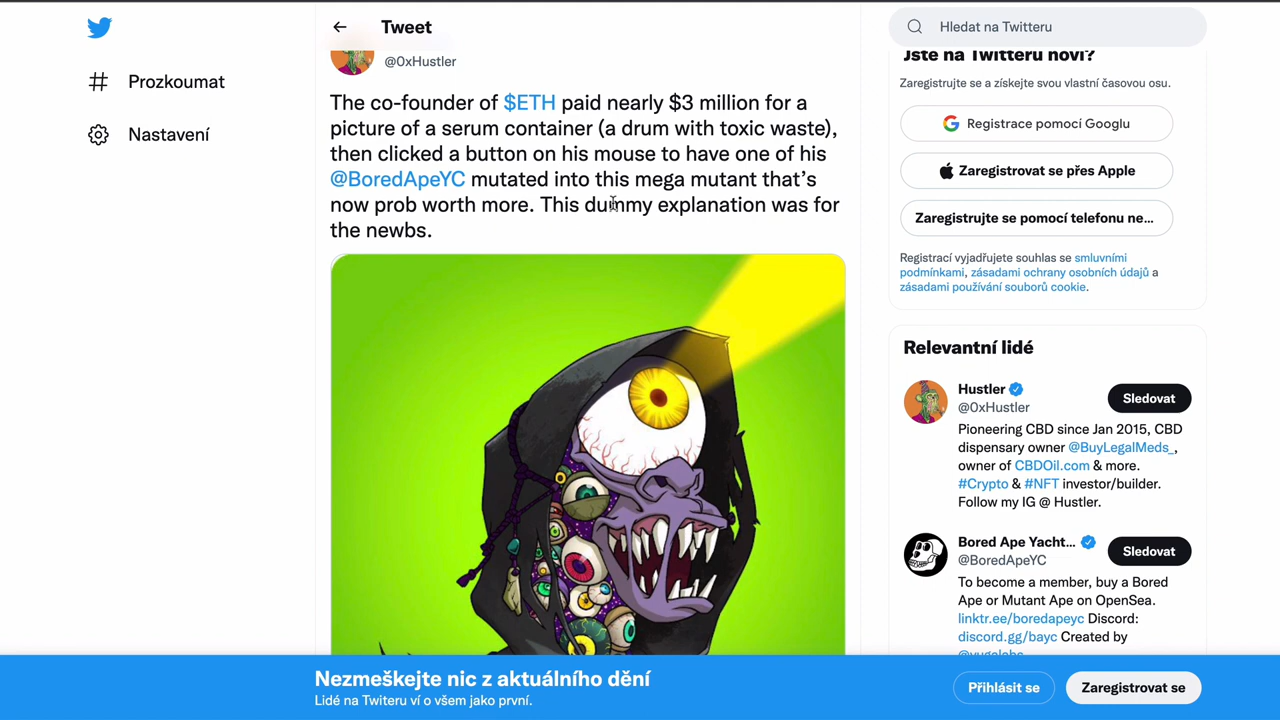 Tweet
Hledat na Twitteru
Prozkoumat
Nastavení
@0xHustler
The co-founder of $ETH paid nearly $3 million for a
picture of a serum container (a drum with toxic waste),
then clicked a button on his mouse to have one of his
@BoredApeYC mutated into this mega mutant that's
now prob worth more. This dummy explanation was for
the newbs.
Jste na Twitteru noví?
Zaregistrujte se a získejte svou vlastní časovou osu.
Registrace pomocí Googlu
Zaregistrovat se přes Apple
Zaregistrujte se pomocí telefonu ne...
Registrací vyjadřujete souhlas se smluvními
podmínkami, zásadami ochrany osobních údajů a
zásadami používání souborů cookie.
Relevantní lidé
Hustler
@0xHustler
Sledovat
Pioneering CBD since Jan 2015, CBD
dispensary owner @BuyLegalMeds_,
owner of CBDOil.com & more.
#Crypto & #NFT investor/builder.
Follow my IG @ Hustler.
Bored Ape Yacht...
@BoredApeYC
Sledovat
To become a member, buy a Bored
Ape or Mutant Ape on OpenSea.
linktr.ee/boredapeyc Discord:
discord.gg/bayc Created by
@yugalabs
Nezmeškejte nic z aktuálního dění
Lidé na Twiteru ví o všem jako první.
Přihlásit se
Zaregistrovat se